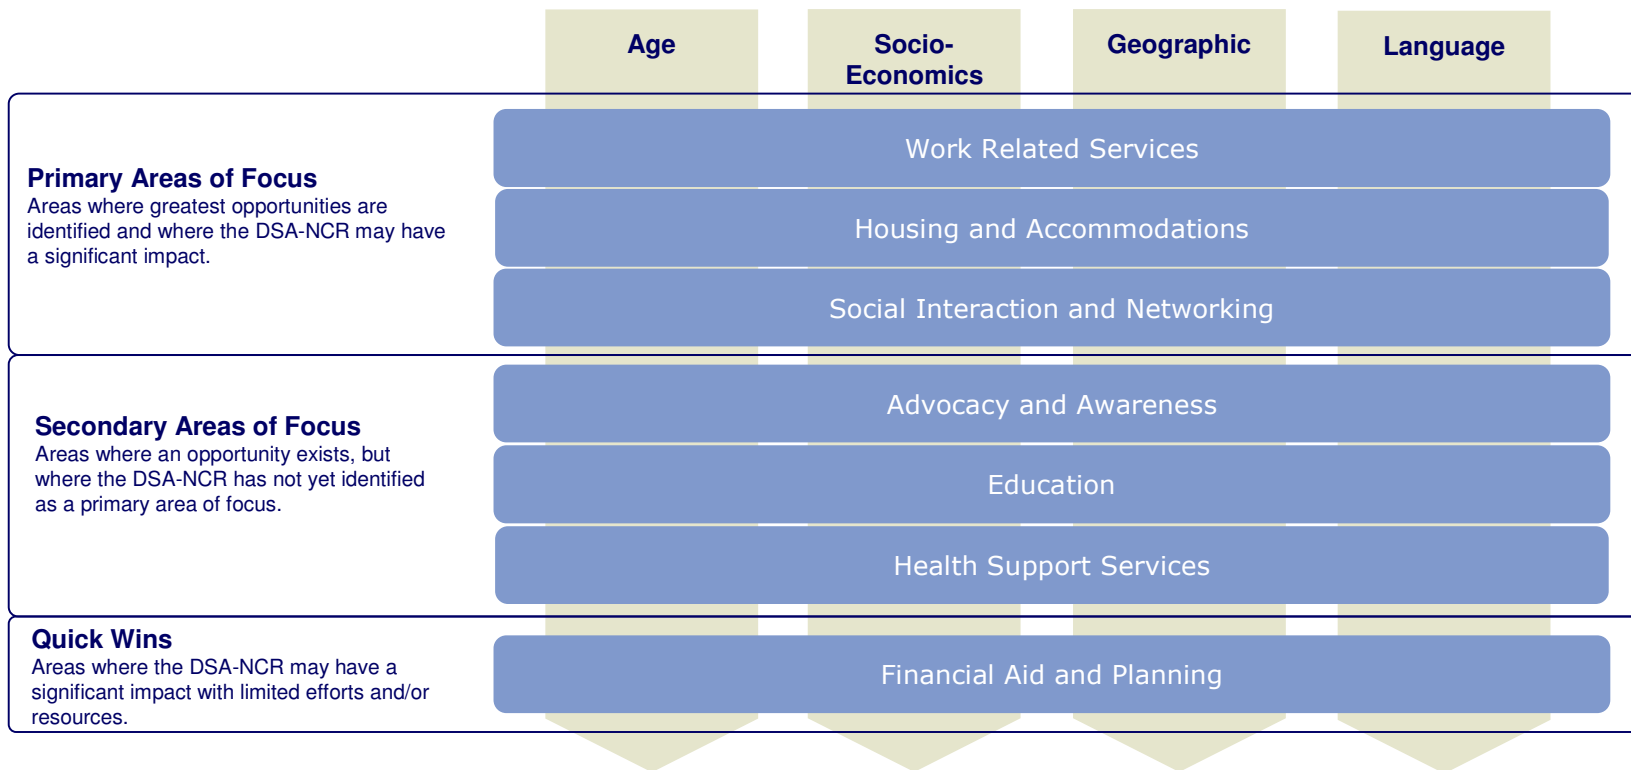 Age
Socio-
Economics
Geographic
Language
Primary Areas of Focus
Areas where greatest opportunities are
identified and where the DSA-NCR may have
a significant impact.
Work Related Services
Housing and Accommodations
Social Interaction and Networking
Secondary Areas of Focus
Areas where an opportunity exists, but
where the DSA-NCR has not yet identified
as a primary area of focus.
Advocacy and Awareness
Education
Health Support Services
Quick Wins
Areas where the DSA-NCR may have a
significant impact with limited efforts and/or
resources.
Financial Aid and Planning